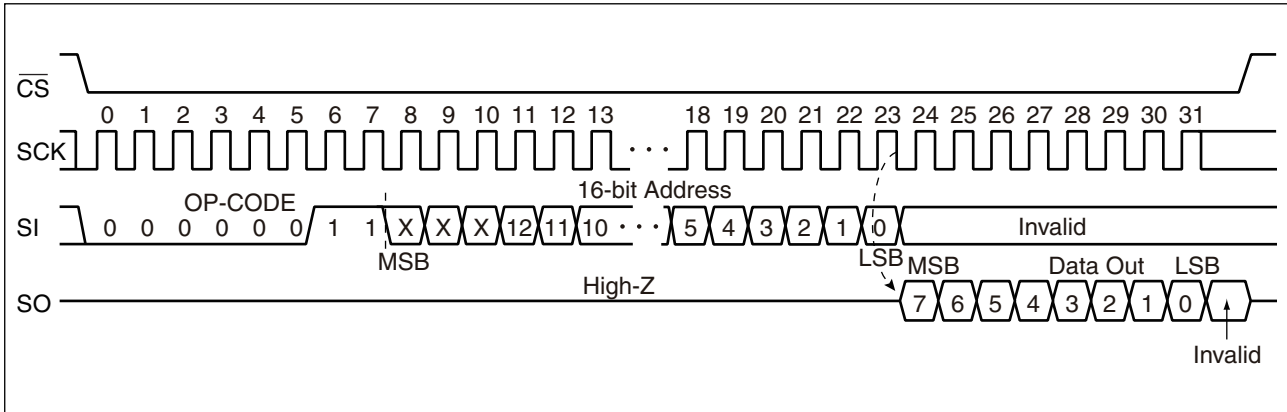 CS
0 1 2 3 4 5 6 7 8 9 10 11 12 13 18 19 20 21 22 23 24 25 26 27 28 29 30 31
SCK · · ·
OP-CODE 16-bit Address
SI 0 0 0 0 0 0 1 1 X X X 12 11 10 · · · 5 4 3 2 1 0 Invalid
MSB LSB
High-Z MSB Data Out LSB
SO 7 6 5 4 3 2 1 0
Invalid